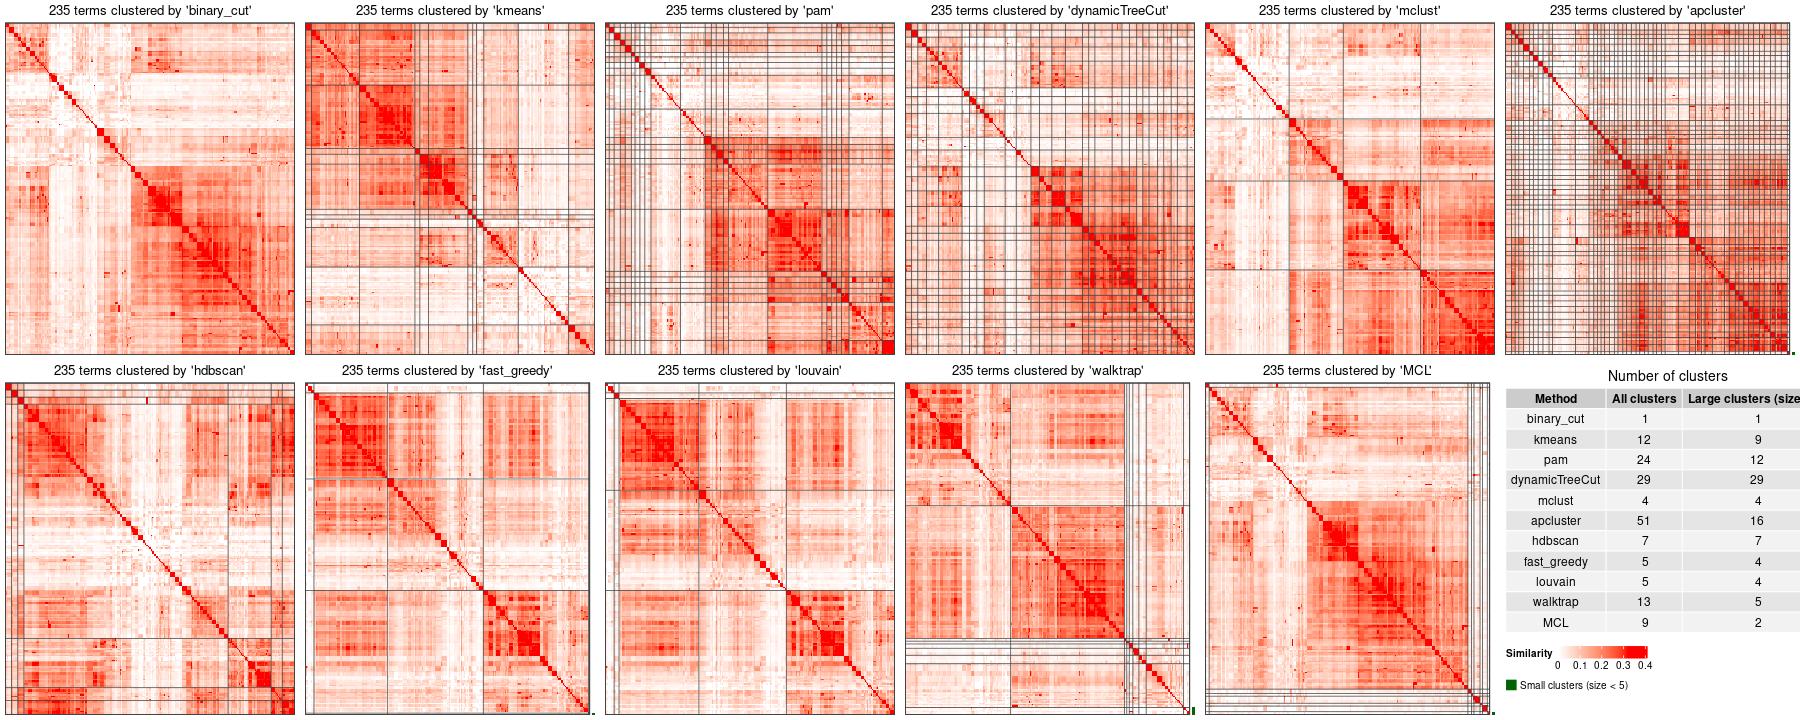 235 terms clustered by 'binary_cut'
235 terms clustered by 'kmeans'
235 terms clustered by 'pam'
235 terms clustered by 'dynamicTreeCut'
235 terms clustered by 'mclust'
235 terms clustered by 'apcluster'
235 terms clustered by 'hdbscan'
235 terms clustered by 'fast_greedy'
235 terms clustered by 'louvain'
235 terms clustered by 'walktrap'
235 terms clustered by 'MCL'
Number of clusters
Method All clusters Large clusters (size
binary_cut 1 1
kmeans 12 9
pam 24 12
dynamicTreeCut 29 29
mclust 4 4
apcluster 51 16
hdbscan 7 7
fast_greedy 5 4
louvain 5 4
walktrap 13 5
MCL 9 2
Similarity
0 0.1 0.2 0.3 0.4
Small clusters (size < 5)